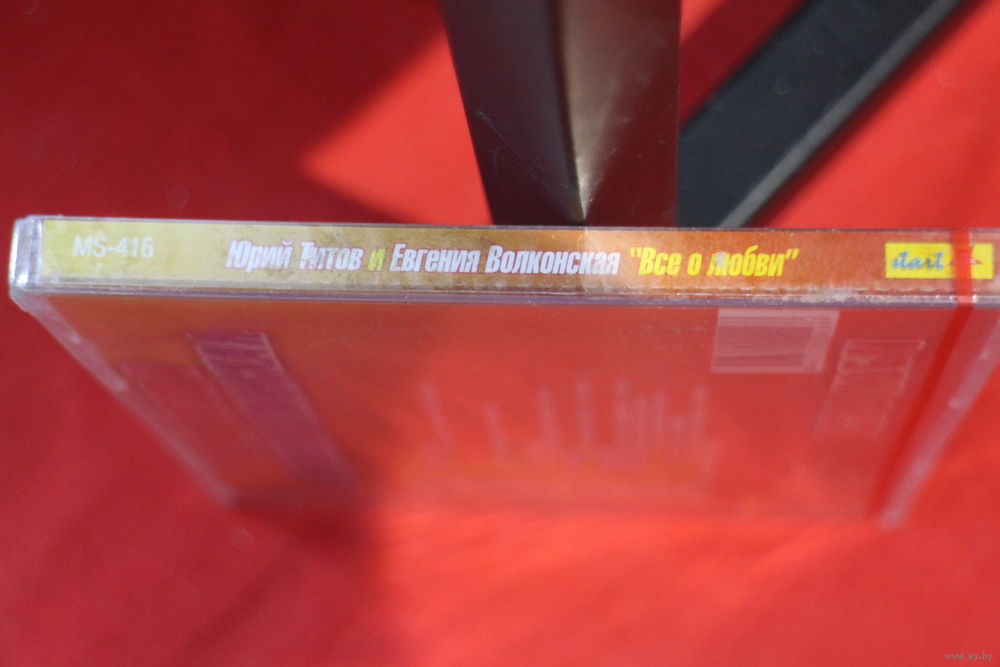 MS-416 Юрий Титов и Евгения Волконская "Все о любви" start
www.ay.by